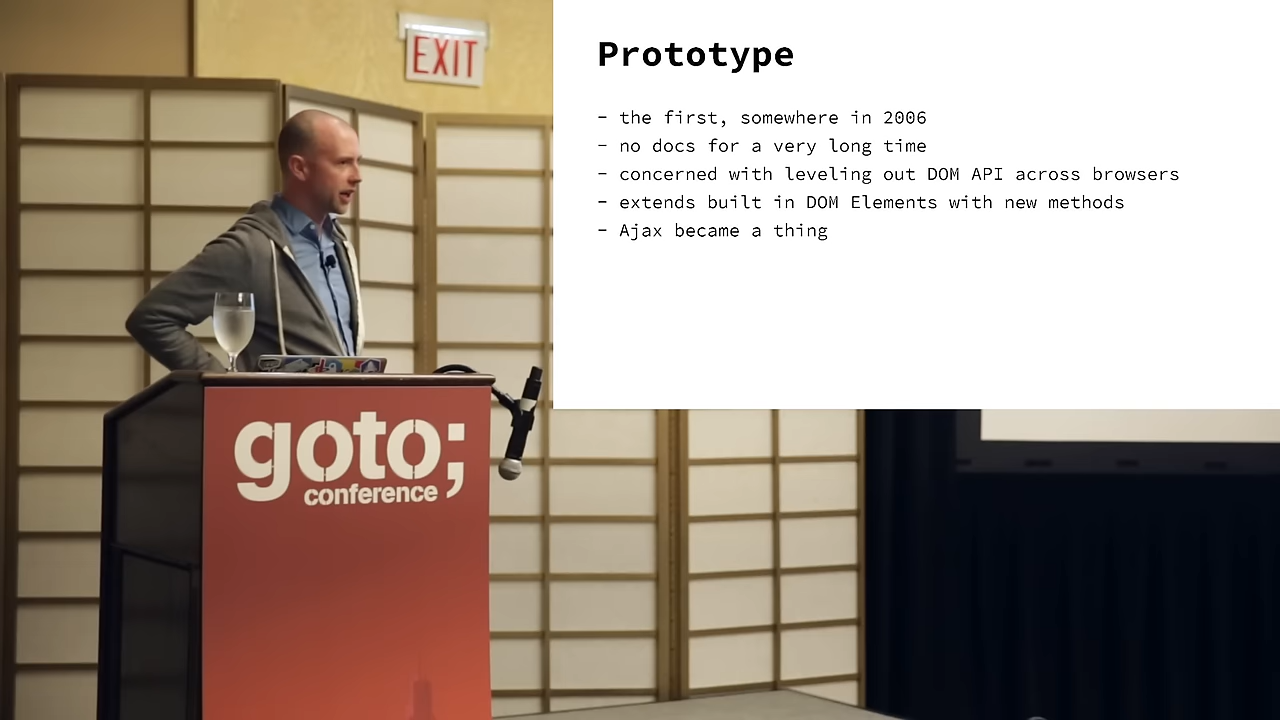 EXIT
Prototype
- the first, somewhere in 2006
- no docs for a very long time
- concerned with leveling out DOM API across browsers
- extends built in DOM Elements with new methods
- Ajax became a thing
goto;
conference